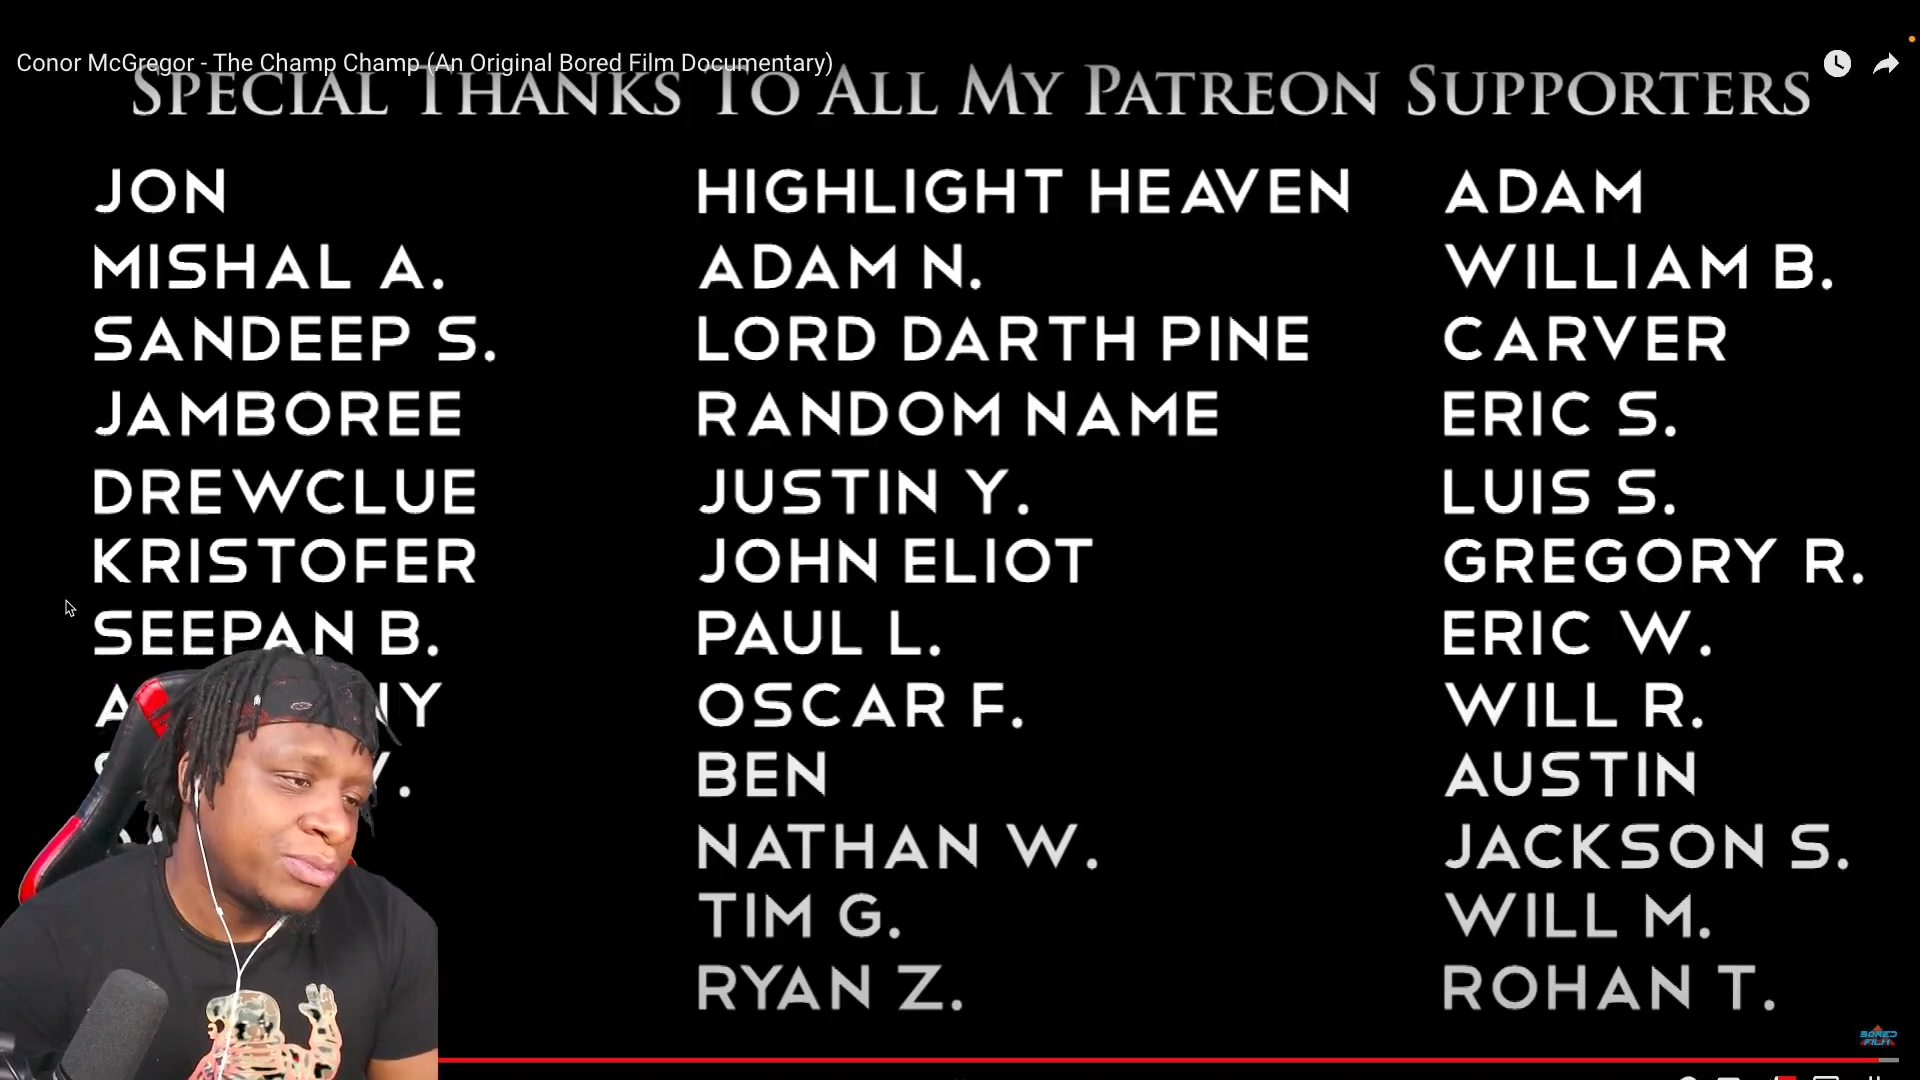 Conor McGregor - The Champ Champ (An Original Bored Film Documentary)
SPECIAL THANKS TO ALL MY PATREON SUPPORTERS
JON
MISHAL A.
SANDEEP S.
JAMBOREE
DREWCLUE
KRISTOFER
SEEPAN B.
HIGHLIGHT HEAVEN
ADAM N.
LORD DARTH PINE
RANDOM NAME
JUSTIN Y.
JOHN ELIOT
PAUL L.
OSCAR F.
BEN
NATHAN W.
TIM G.
RYAN Z.
ADAM
WILLIAM B.
CARVER
ERIC S.
LUIS S.
GREGORY R.
ERIC W.
WILL R.
AUSTIN
JACKSON S.
WILL M.
ROHAN T.
BORED
FILM